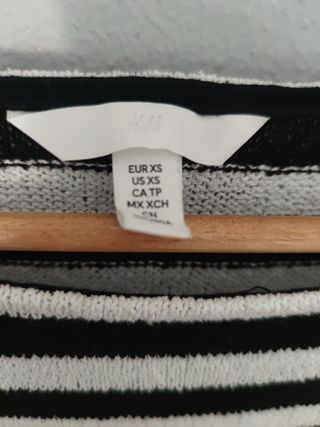 H&M
EUR XS
US XS
CA TP
MX XCH
CN